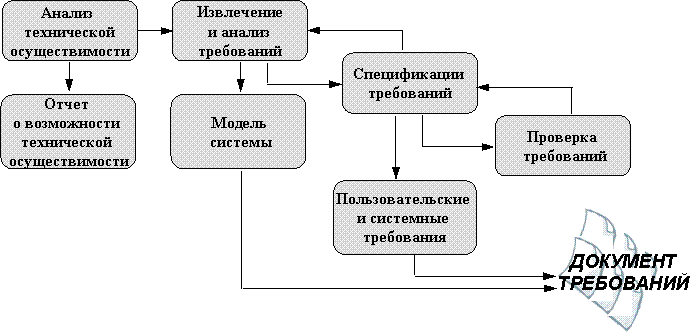 Анализ
технической
осуществимости
Извлечение
и анализ
требований
Спецификации
требований
Отчет
о возможности
технической
осуществимости
Модель
системы
Проверка
требований
Пользовательские
и системные
требования
ДОКУМЕНТ
ТРЕБОВАНИЙ